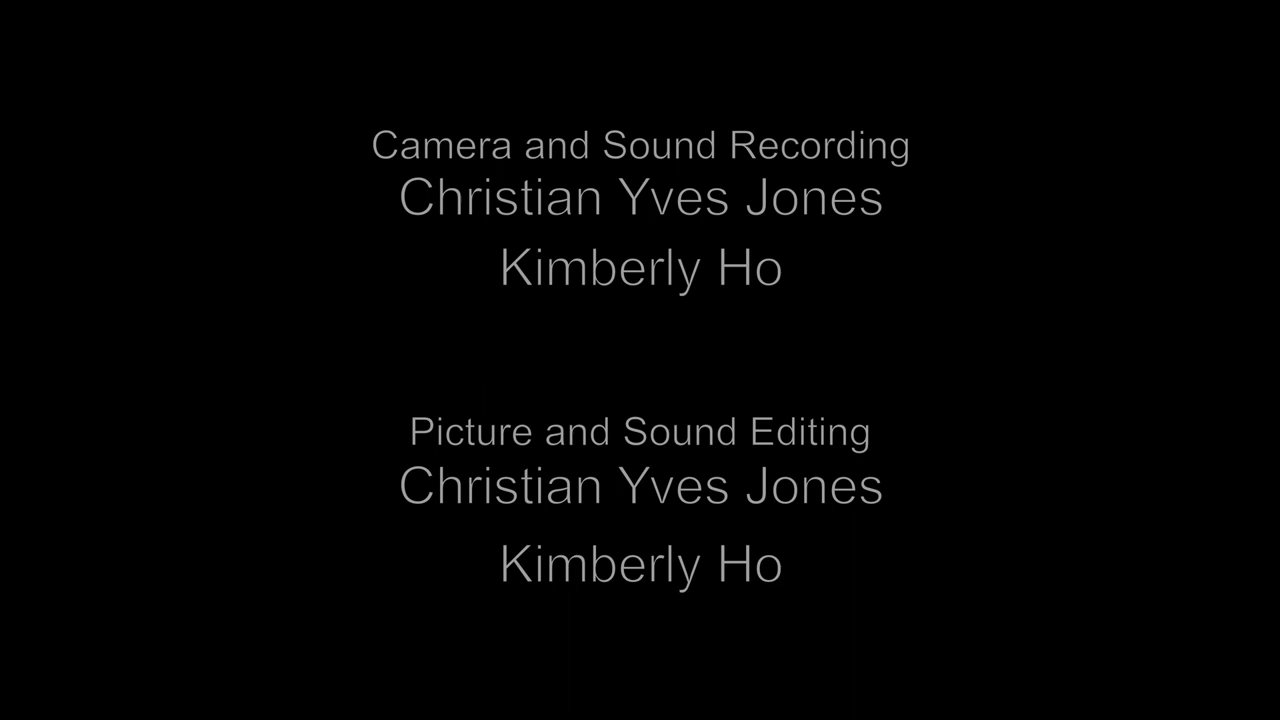 Camera and Sound Recording
Christian Yves Jones
Kimberly Ho
Picture and Sound Editing
Christian Yves Jones
Kimberly Ho